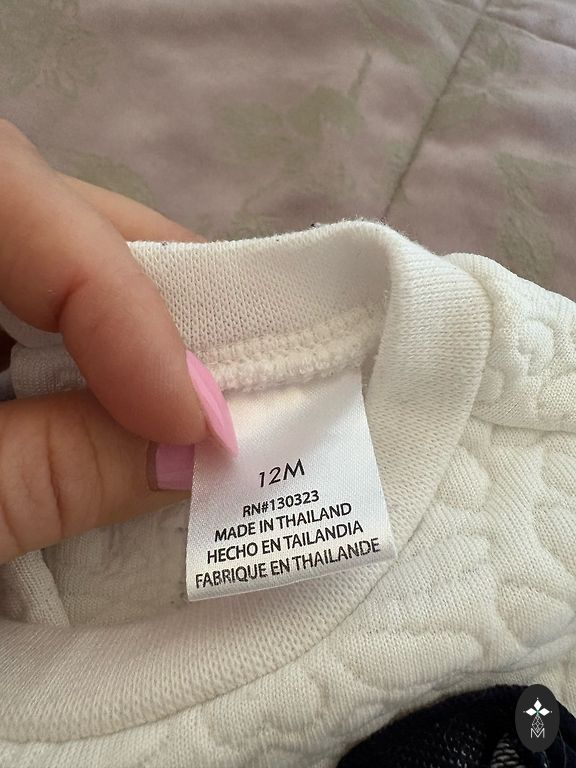 12M
RN#130323
MADE IN THAILAND
HECHO EN TAILANDIA
FABRIQUE EN THAILANDE